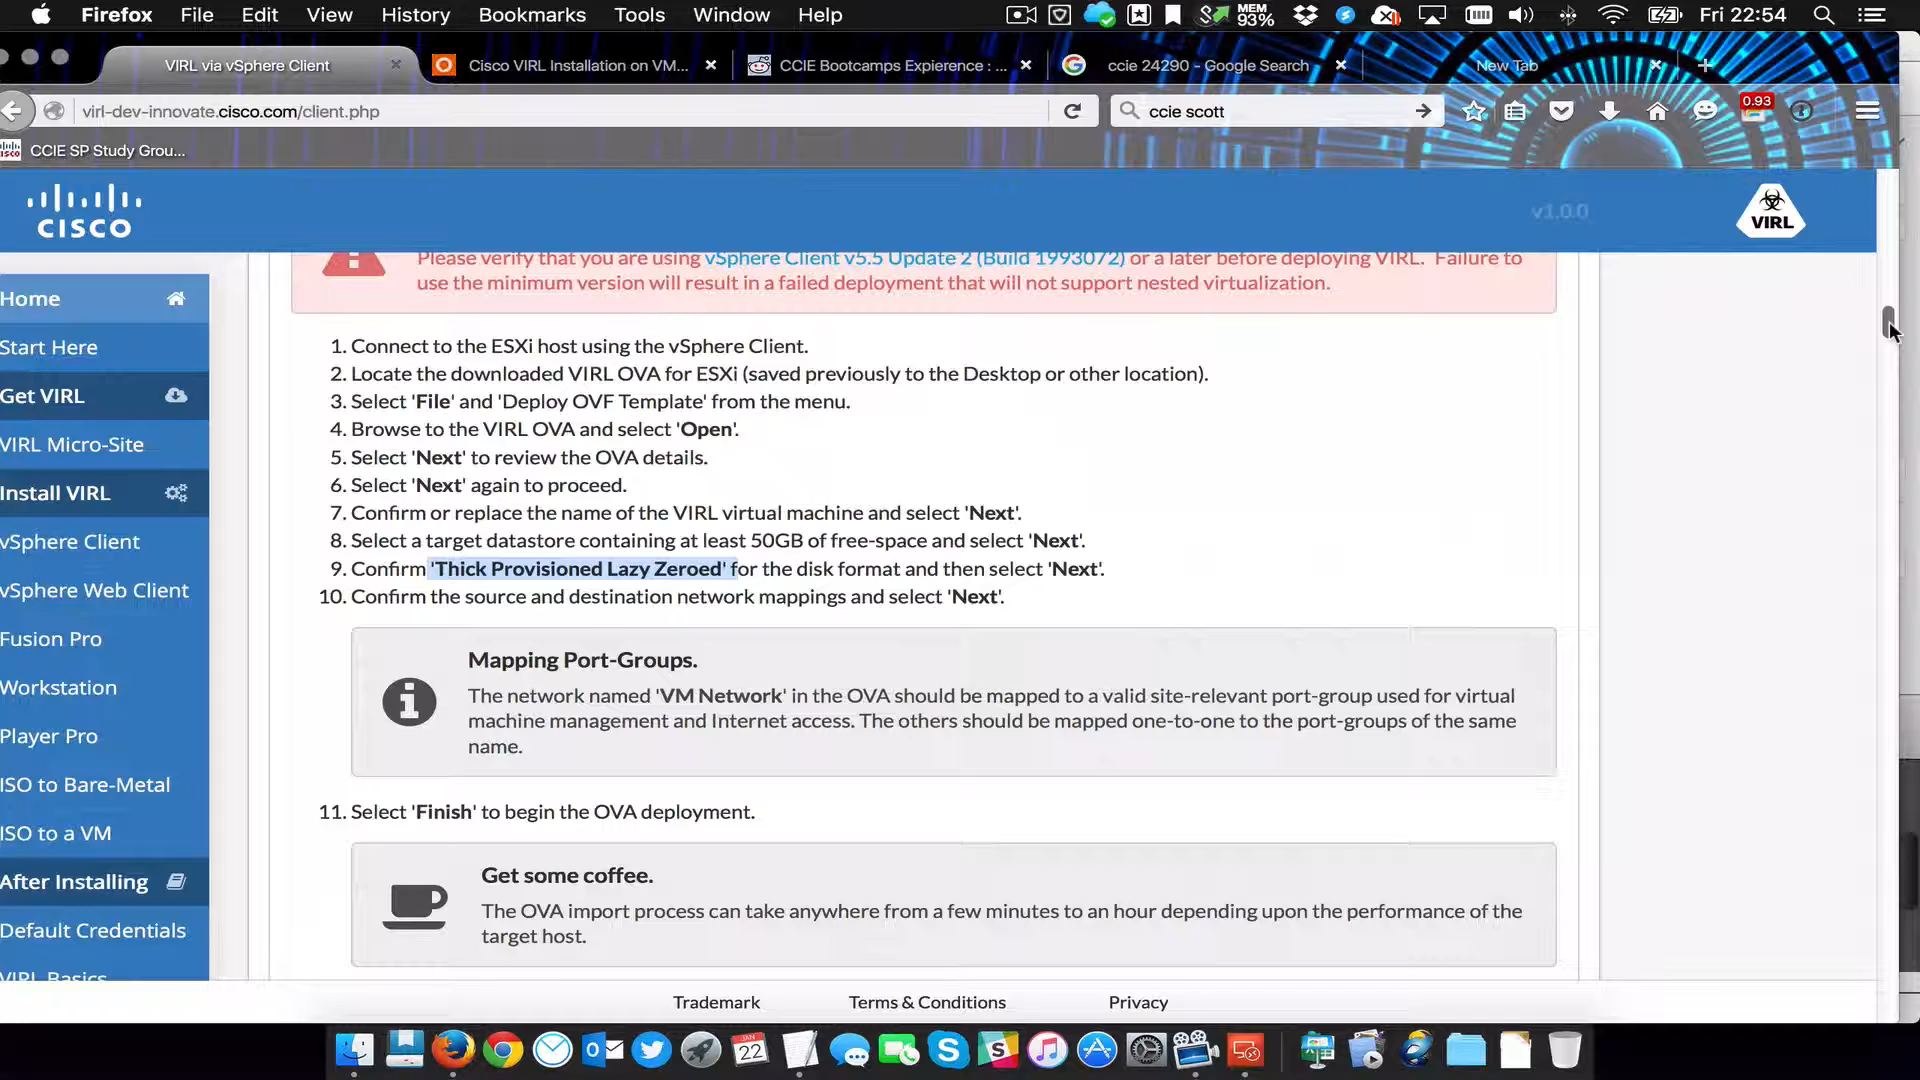 Firefox File Edit View History Bookmarks Tools Window Help MEM 93% Fri 22:54
VIRL via vSphere Client Cisco VIRL Installation on VM... CCIE Bootcamps Expierence : ... ccie 24290 - Google Search New Tab
virl-dev-innovate.cisco.com/client.php ccie scott 0.93
CCIE SP Study Grou...
CISCO v1.0.0 VIRL
Please verify that you are using vSphere Client v5.5 Update 2 (Build 1993072) or a later before deploying VIRL. Failure to
use the minimum version will result in a failed deployment that will not support nested virtualization.
Home
Start Here
Get VIRL
VIRL Micro-Site
Install VIRL
vSphere Client
vSphere Web Client
Fusion Pro
Workstation
Player Pro
ISO to Bare-Metal
ISO to a VM
After Installing
Default Credentials
VIRL Basics
1. Connect to the ESXi host using the vSphere Client.
2. Locate the downloaded VIRL OVA for ESXi (saved previously to the Desktop or other location).
3. Select 'File' and 'Deploy OVF Template' from the menu.
4. Browse to the VIRL OVA and select 'Open'.
5. Select 'Next' to review the OVA details.
6. Select 'Next' again to proceed.
7. Confirm or replace the name of the VIRL virtual machine and select 'Next'.
8. Select a target datastore containing at least 50GB of free-space and select 'Next'.
9. Confirm 'Thick Provisioned Lazy Zeroed' for the disk format and then select 'Next'.
10. Confirm the source and destination network mappings and select 'Next'.
Mapping Port-Groups.
The network named 'VM Network' in the OVA should be mapped to a valid site-relevant port-group used for virtual
machine management and Internet access. The others should be mapped one-to-one to the port-groups of the same
name.
11. Select 'Finish' to begin the OVA deployment.
Get some coffee.
The OVA import process can take anywhere from a few minutes to an hour depending upon the performance of the
target host.
Trademark Terms & Conditions Privacy
JAN 22